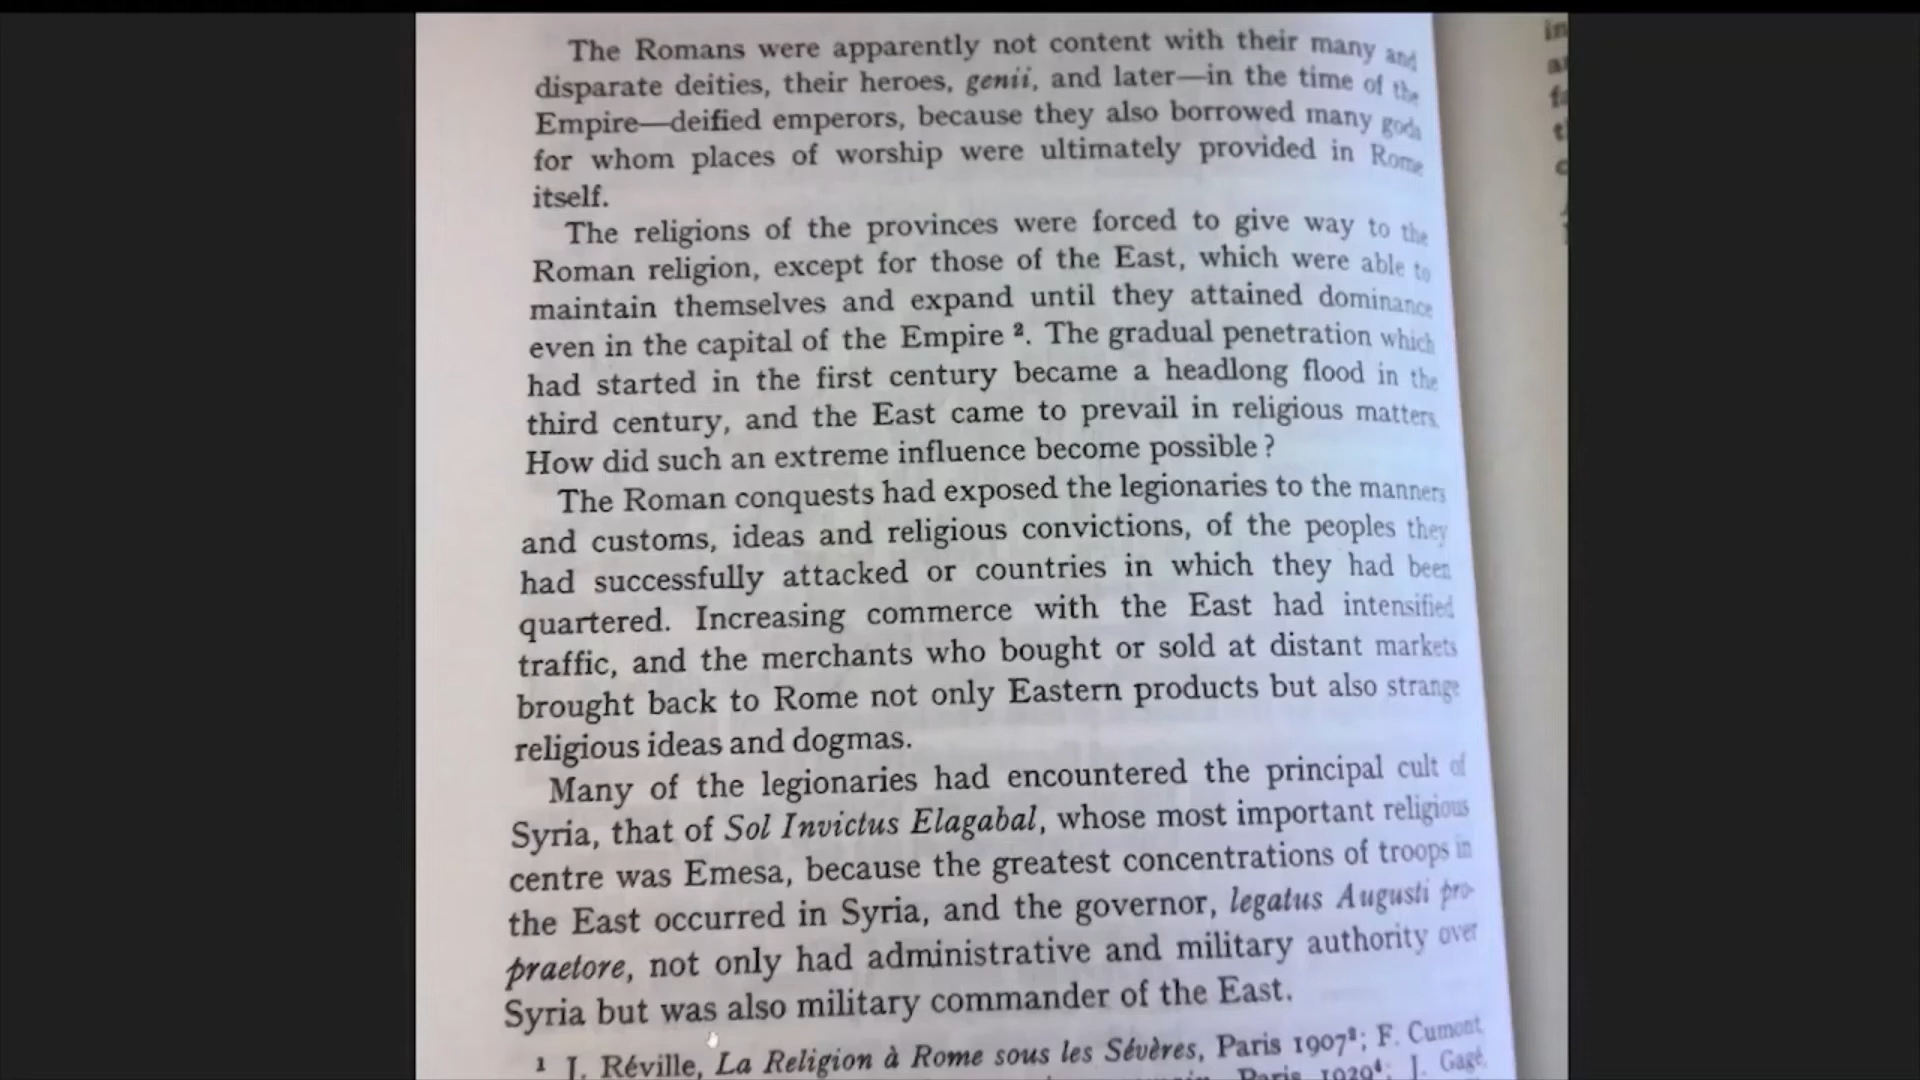 The Romans were apparently not content with their many and
disparate deities, their heroes, genii, and later—in the time of the
Empire—deified emperors, because they also borrowed many gods
for whom places of worship were ultimately provided in Rome
itself.
The religions of the provinces were forced to give way to the
Roman religion, except for those of the East, which were able to
maintain themselves and expand until they attained dominance
even in the capital of the Empire ². The gradual penetration which
had started in the first century became a headlong flood in the
third century, and the East came to prevail in religious matters.
How did such an extreme influence become possible?
The Roman conquests had exposed the legionaries to the manners
and customs, ideas and religious convictions, of the peoples they
had successfully attacked or countries in which they had been
quartered. Increasing commerce with the East had intensified
traffic, and the merchants who bought or sold at distant markets
brought back to Rome not only Eastern products but also strange
religious ideas and dogmas.
Many of the legionaries had encountered the principal cult of
Syria, that of Sol Invictus Elagabal, whose most important religious
centre was Emesa, because the greatest concentrations of troops in
the East occurred in Syria, and the governor, legatus Augusti pro-
praetore, not only had administrative and military authority over
Syria but was also military commander of the East.
¹ J. Réville, La Religion à Rome sous les Sévères, Paris 1907²; F. Cumont
Paris 1929⁴; J. Gagé,
in